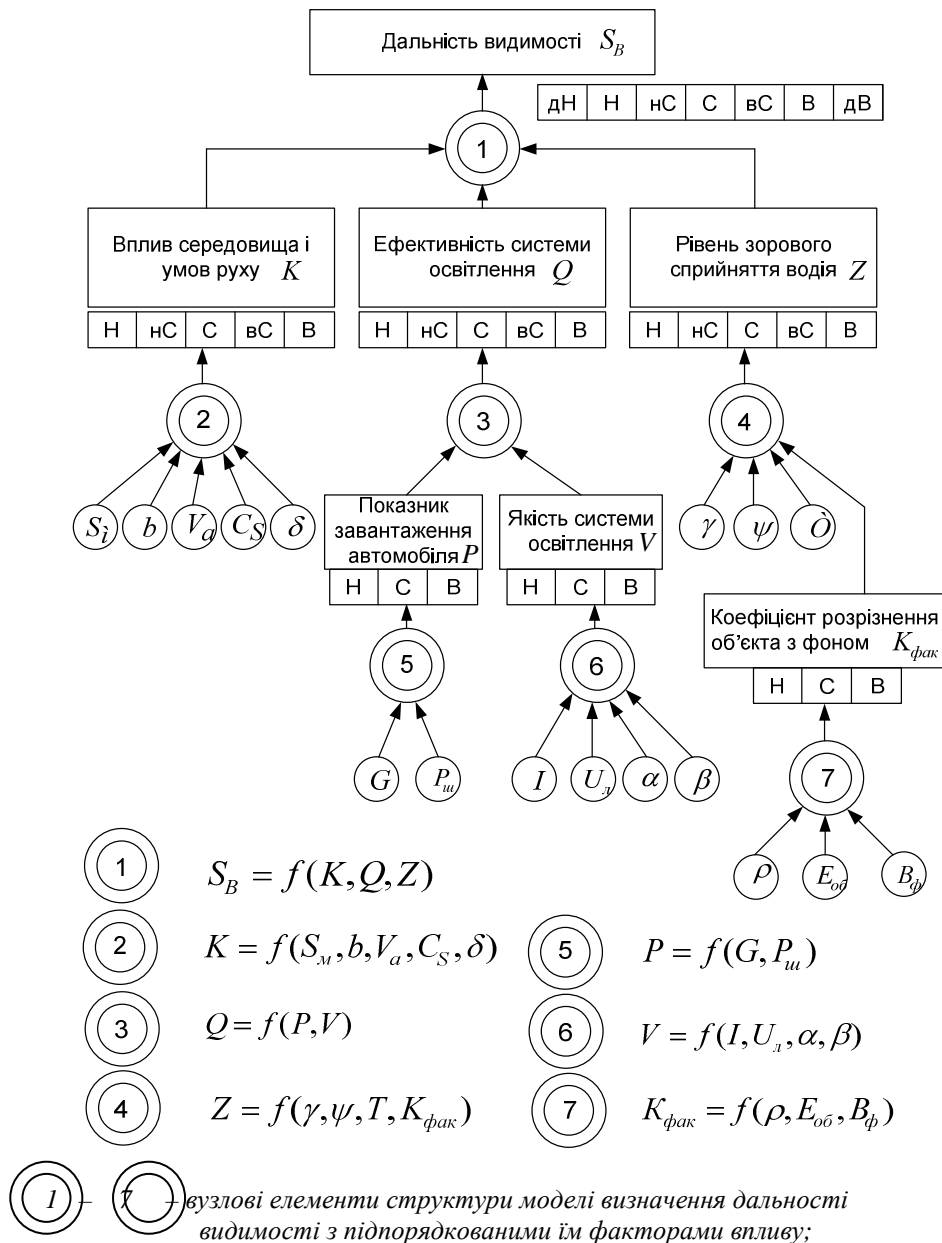 Дальність видимості S_B
дН Н нС С вС В дВ
1
Вплив середовища і
умов руху K
Ефективність системи
освітлення Q
Рівень зорового
сприйняття водія Z
Н нС С вС В
Н нС С вС В
Н нС С вС В
2
3
4
S_ì b V_a C_S δ
Показник
завантаження
автомобіля P
Н С В
Якість системи
освітлення V
Н С В
γ ψ Ò
Коефіцієнт розрізнення
об'єкта з фоном K_фак
Н С В
5
6
7
G P_ш
I U_л α β
ρ E_об B_ф
1 S_B = f(K, Q, Z)
2 K = f(S_м, b, V_a, C_S, δ)
3 Q = f(P, V)
4 Z = f(γ, ψ, T, K_фак)
5 P = f(G, P_ш)
6 V = f(I, U_л, α, β)
7 K_фак = f(ρ, E_об, B_ф)
1 – 7 – вузлові елементи структури моделі визначення дальності
видимості з підпорядкованими їм факторами впливу;